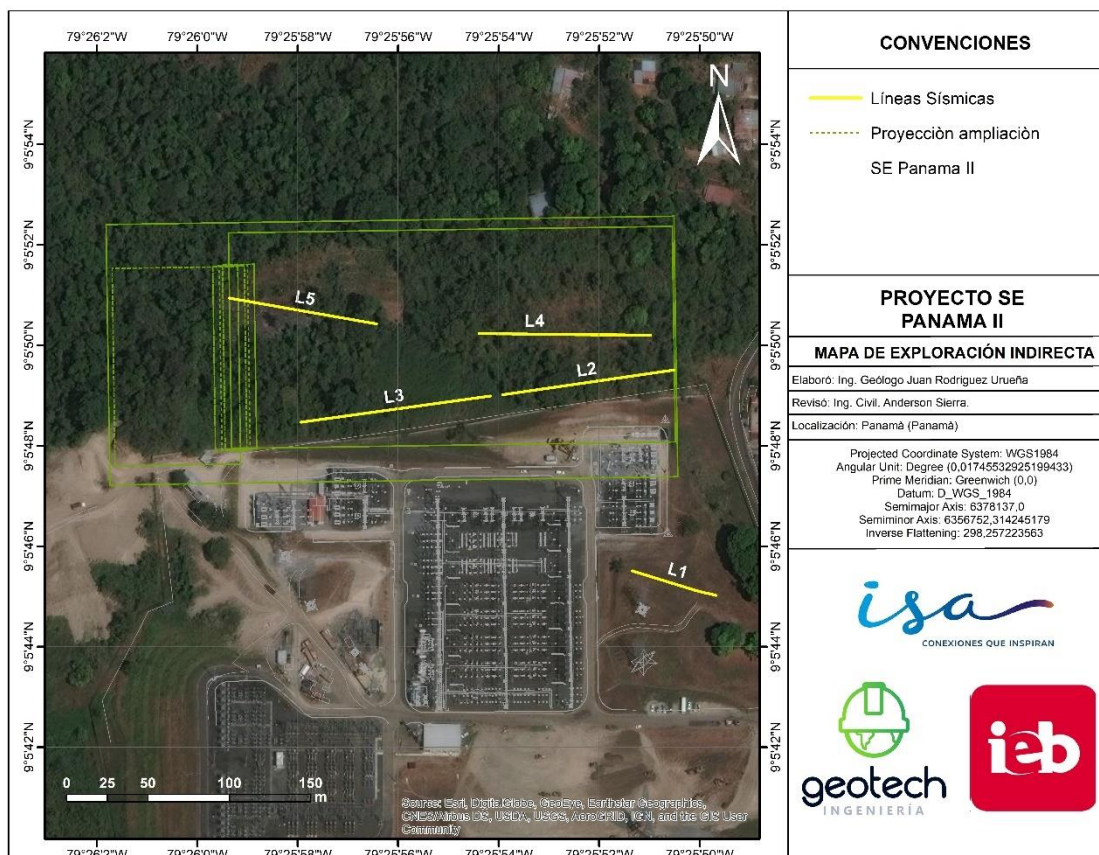 79°26'2"W 79°26'0"W 79°25'58"W 79°25'56"W 79°25'54"W 79°25'52"W 79°25'50"W
N
9°5'54"N 9°5'54"N
9°5'52"N 9°5'52"N
9°5'50"N 9°5'50"N
9°5'48"N 9°5'48"N
9°5'46"N 9°5'46"N
9°5'44"N 9°5'44"N
9°5'42"N 9°5'42"N
L5
L4
L2
L3
L1
0 25 50 100 150
m
Source: Esri, DigitalGlobe, GeoEye, Earthstar Geographics,
CNES/Airbus DS, USDA, USGS, AeroGRID, IGN, and the GIS User
Community
79°26'2"W 79°26'0"W 79°25'58"W 79°25'56"W 79°25'54"W 79°25'52"W 79°25'50"W
CONVENCIONES
Líneas Sísmicas
Proyecciòn ampliaciòn
SE Panama II
PROYECTO SE
PANAMA II
MAPA DE EXPLORACIÓN INDIRECTA
Elaboró: Ing. Geólogo Juan Rodriguez Urueña
Revisó: Ing. Civil. Anderson Sierra.
Localización: Panamà (Panamà)
Projected Coordinate System: WGS1984
Angular Unit: Degree (0,01745532925199433)
Prime Meridian: Greenwich (0,0)
Datum: D_WGS_1984
Semimajor Axis: 6378137,0
Semiminor Axis: 6356752,314245179
Inverse Flattening: 298,257223563
isa
CONEXIONES QUE INSPIRAN
geotech
INGENIERÍA
ieb